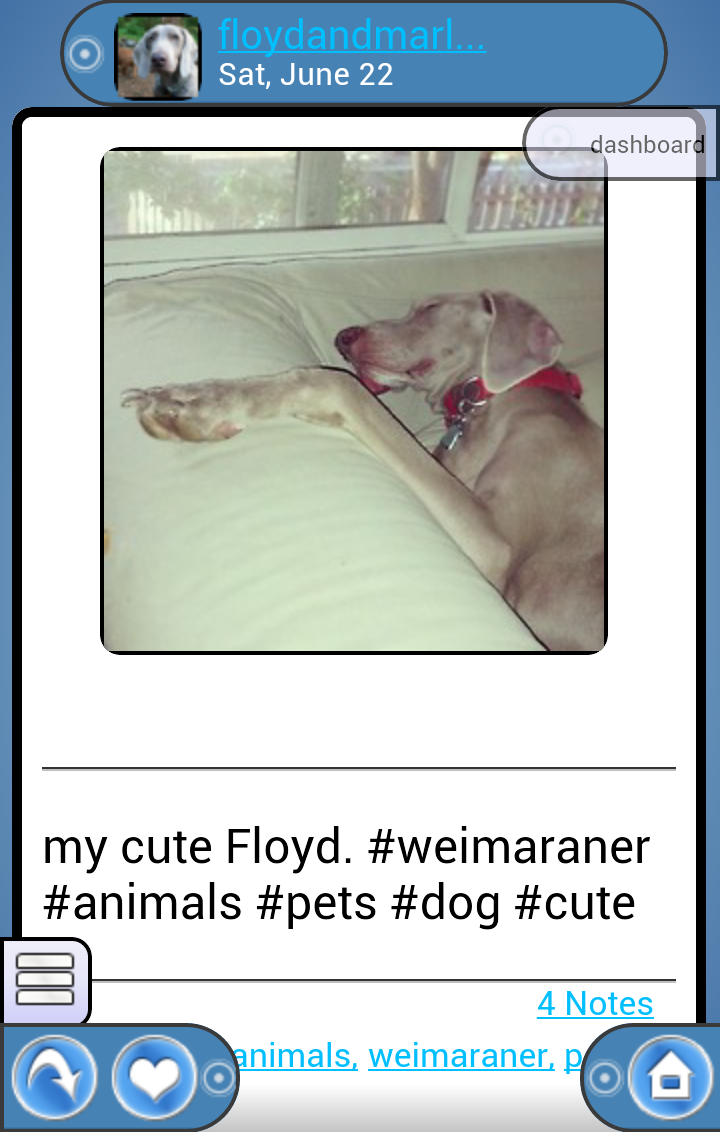 floydandmarl...
Sat, June 22
dashboard
my cute Floyd. #weimaraner
#animals #pets #dog #cute
4 Notes
animals, weimaraner, p